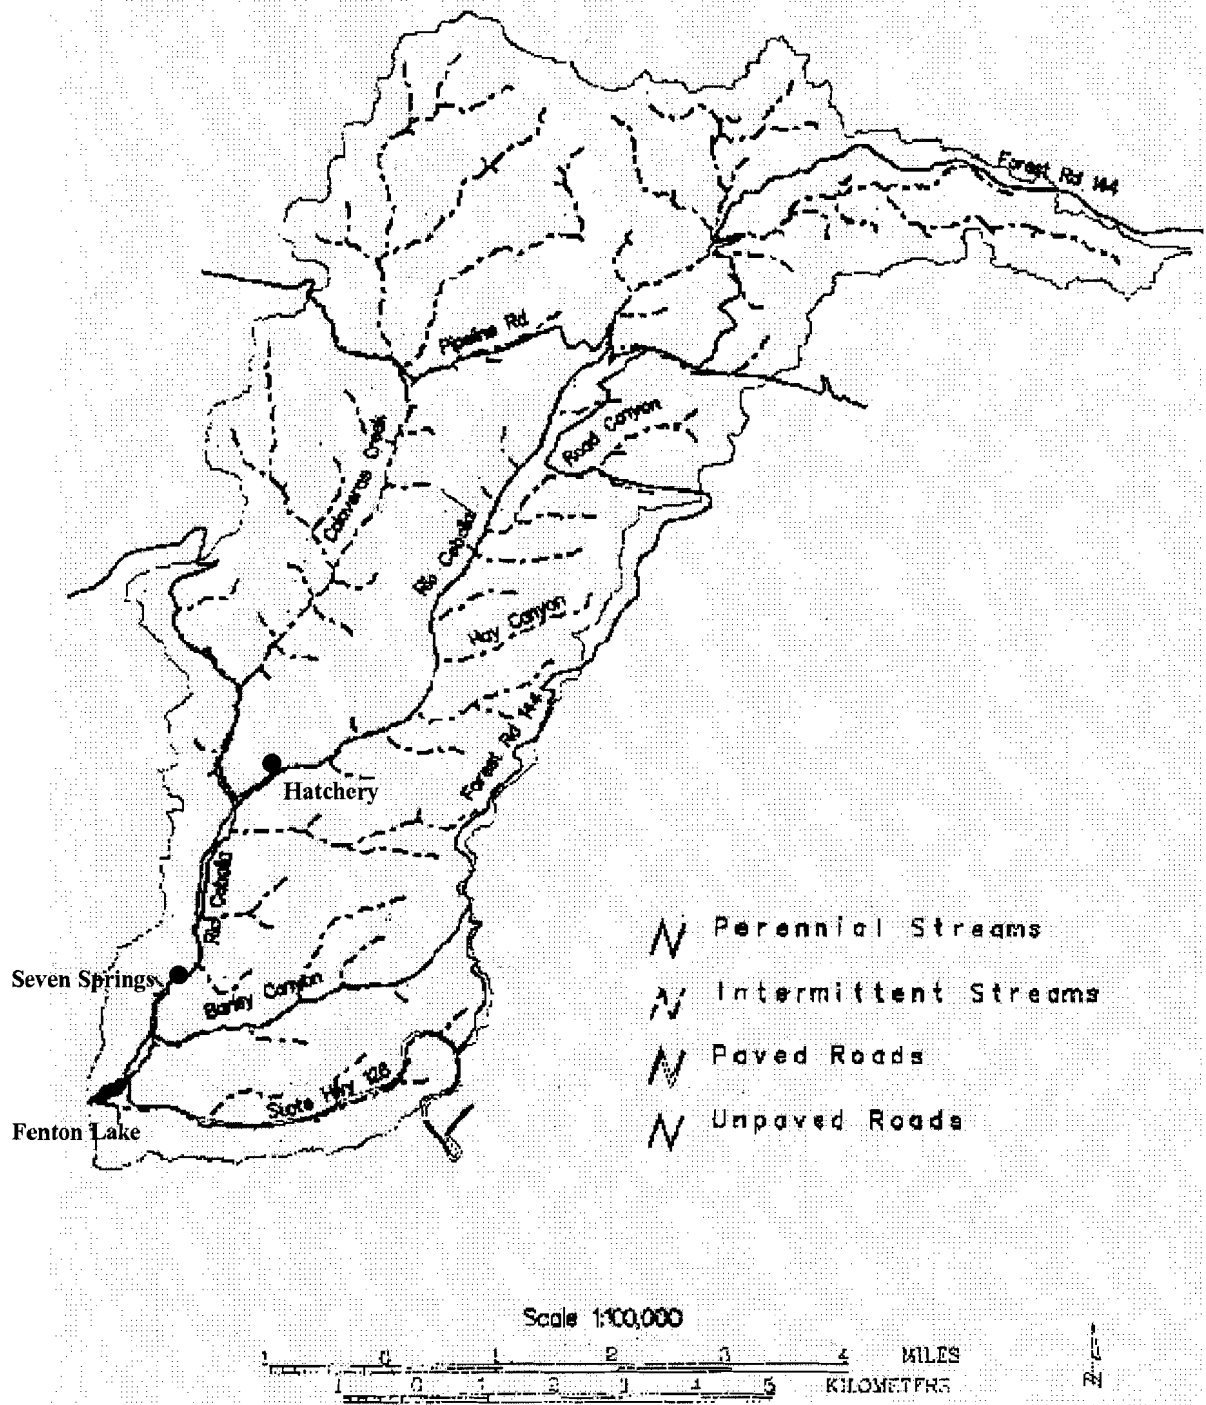 Forest Rd 144
Pipeline Rd
Road Canyon
Calaveras Creek
Rio Cebolla
Hay Canyon
Forest Rd 144
Hatchery
Rio Cebolla
Seven Springs
Barley Canyon
State Hwy 126
Fenton Lake
Perennial Streams
Intermittent Streams
Paved Roads
Unpaved Roads
Scale 1:100,000
1 0 1 2 3 4 MILES
1 0 1 2 3 4 5 KILOMETERS
N